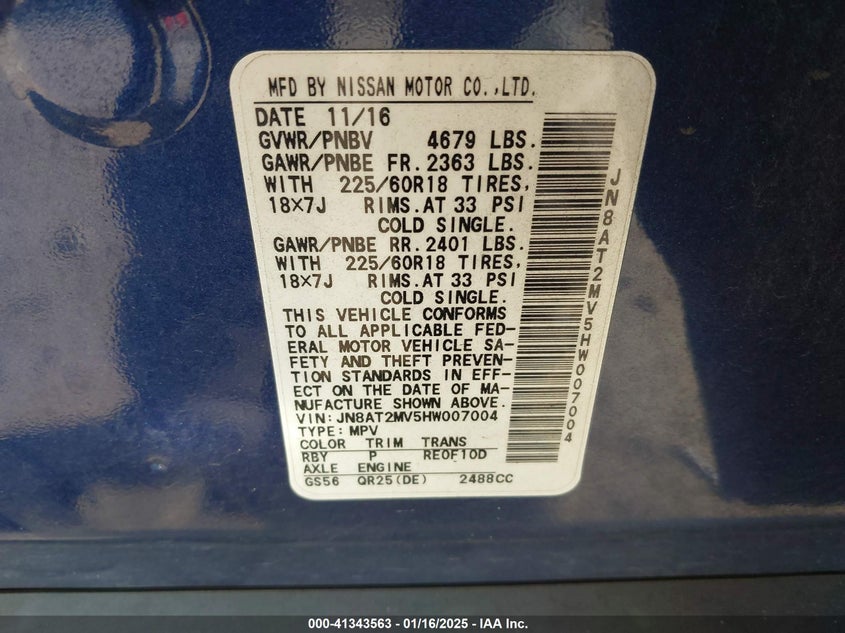 MFD BY NISSAN MOTOR CO.,LTD.
DATE 11/16
GVWR/PNBV 4679 LBS.
GAWR/PNBE FR. 2363 LBS.
WITH 225/60R18 TIRES,
18×7J RIMS. AT 33 PSI
COLD SINGLE.
GAWR/PNBE RR. 2401 LBS.
WITH 225/60R18 TIRES,
18×7J RIMS. AT 33 PSI
COLD SINGLE.
THIS VEHICLE CONFORMS
TO ALL APPLICABLE FED-
ERAL MOTOR VEHICLE SA-
FETY AND THEFT PREVEN-
TION STANDARDS IN EFF-
ECT ON THE DATE OF MA-
NUFACTURE SHOWN ABOVE.
VIN:JN8AT2MV5HW007004
TYPE:MPV
COLOR TRIM TRANS
RBY P RE0F10D
AXLE ENGINE
GS56 QR25(DE) 2488CC
JN8AT2MV5HW007004
000-41343563 - 01/16/2025 - IAA Inc.